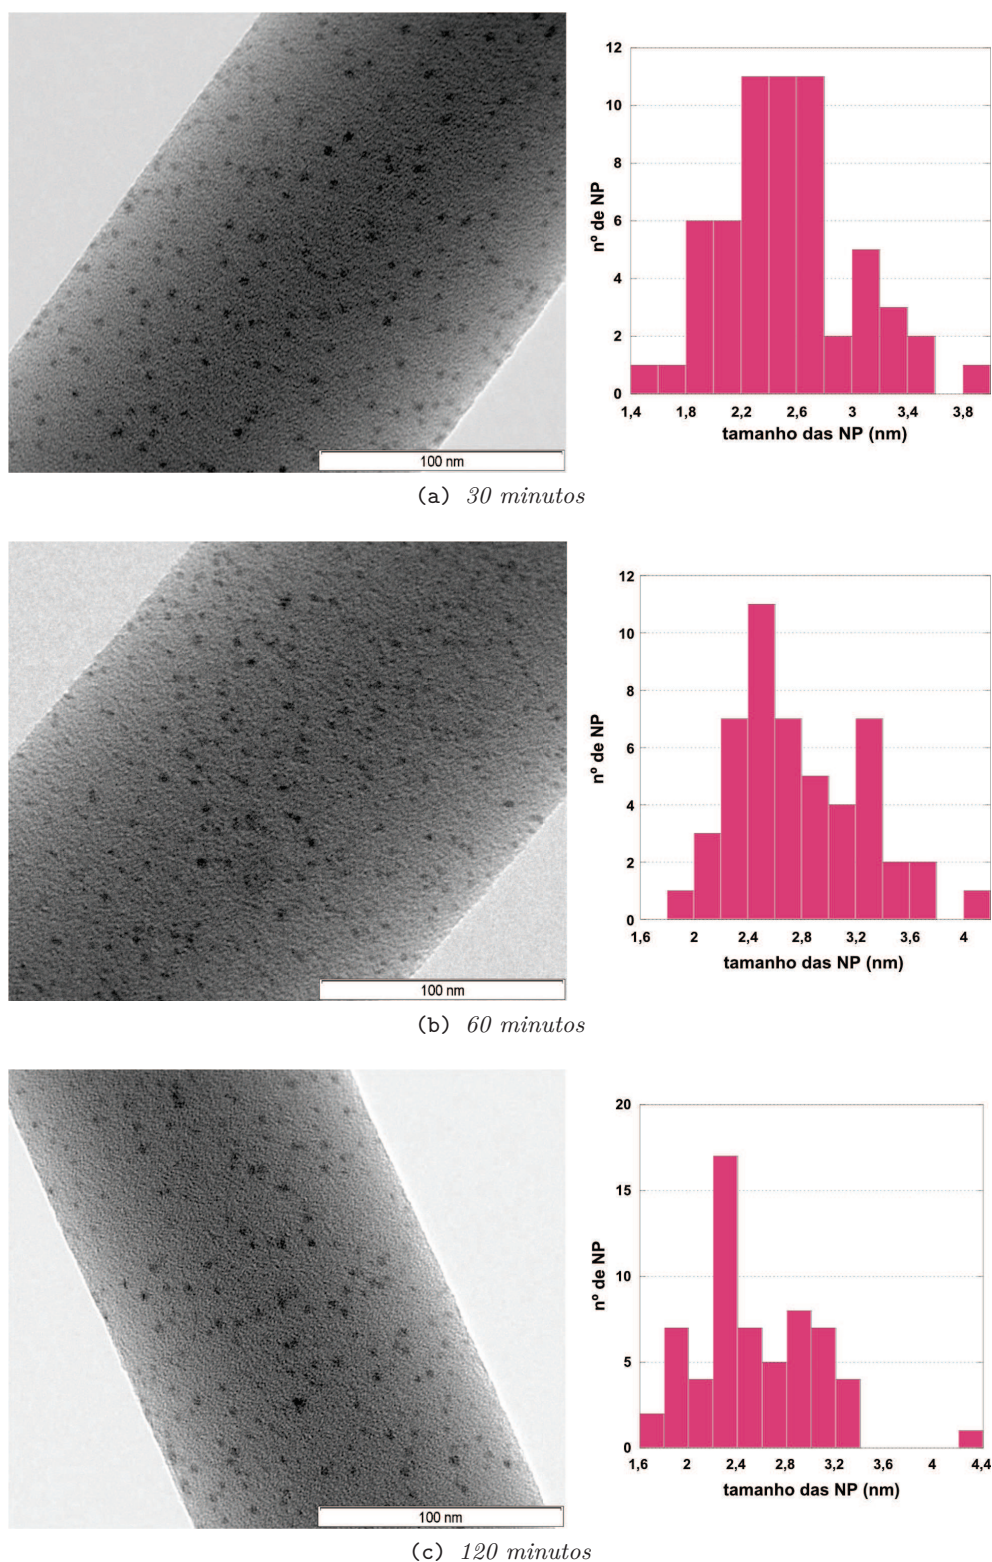 12
10
8
6
4
2
0
nº de NP
1,4 1,8 2,2 2,6 3 3,4 3,8
tamanho das NP (nm)
100 nm
(a) 30 minutos
12
10
8
6
4
2
0
nº de NP
1,6 2 2,4 2,8 3,2 3,6 4
tamanho das NP (nm)
100 nm
(b) 60 minutos
20
15
10
5
0
nº de NP
1,6 2 2,4 2,8 3,2 3,6 4 4,4
tamanho das NP (nm)
100 nm
(c) 120 minutos